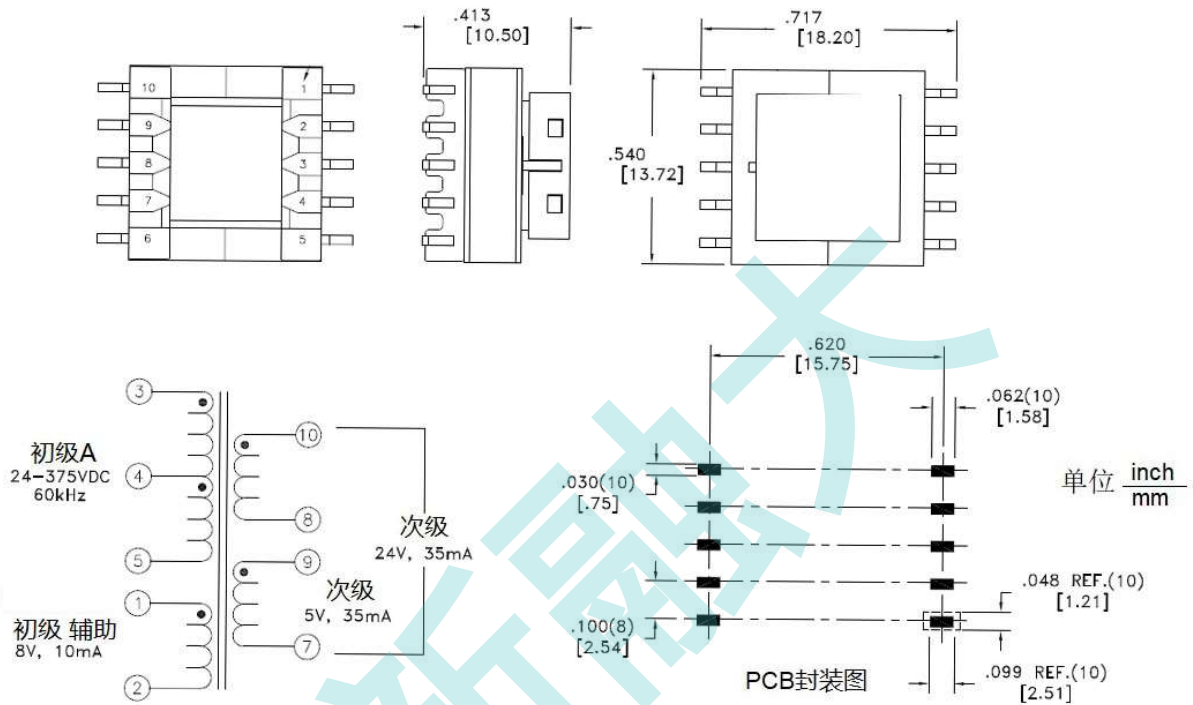 .413
[10.50]
.717
[18.20]
10
9
8
7
6
1
2
3
4
5
.540
[13.72]
3
4
5
1
2
初级A
24-375VDC
60kHz
初级 辅助
8V, 10mA
10
8
9
7
次级
24V, 35mA
次级
5V, 35mA
.620
[15.75]
.062(10)
[1.58]
.030(10)
[.75]
.100(8)
[2.54]
.048 REF.(10)
[1.21]
.099 REF.(10)
[2.51]
PCB封装图
单位 inch
mm
新融大